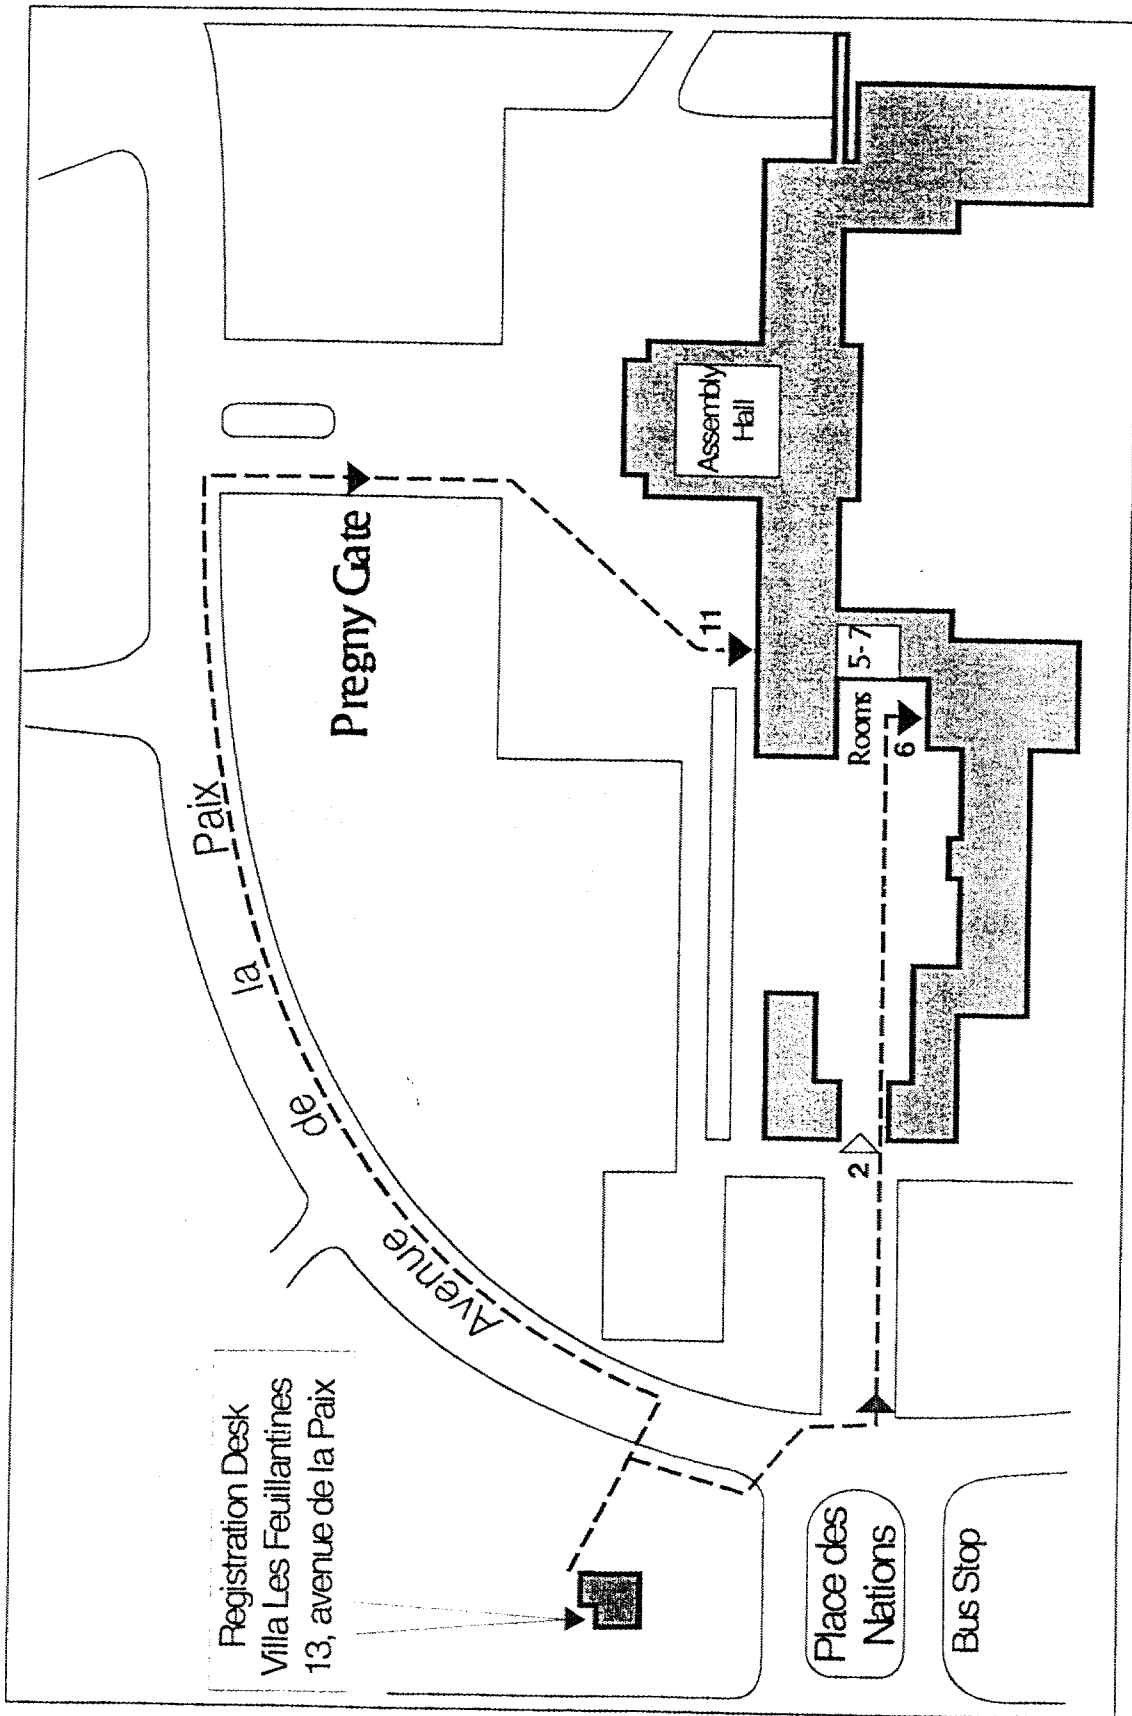 Registration Desk
Villa Les Feuillantines
13, avenue de la Paix
Avenue de la Paix
Pregny Gate
Assembly
Hall
11
Rooms
5-7
6
2
Place des
Nations
Bus Stop